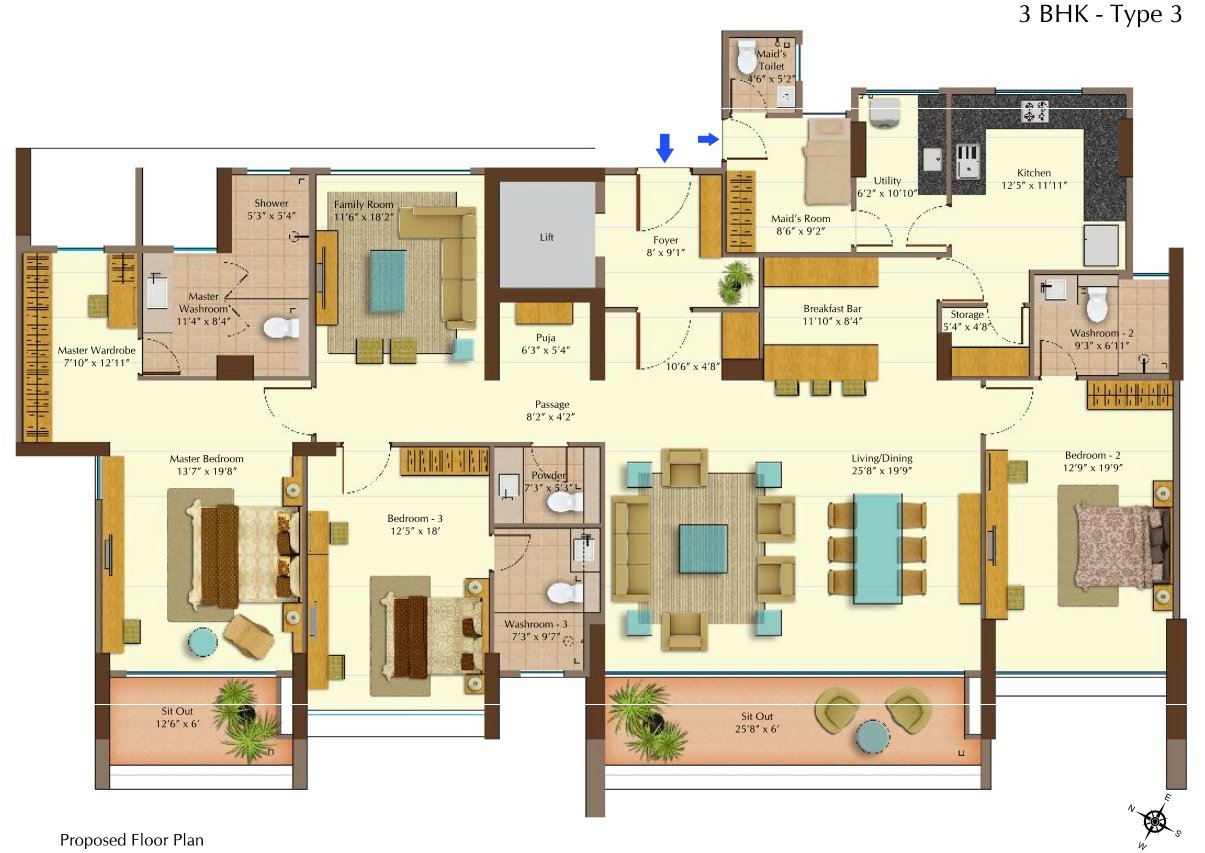 3 BHK - Type 3
Maid's
Toilet
4'6" x 5'2"
Shower
5'3" x 5'4"
Family Room
11'6" x 18'2"
Lift
Foyer
8' x 9'1"
Maid's Room
8'6" x 9'2"
Utility
6'2" x 10'10"
Kitchen
12'5" x 11'11"
Master
Washroom
11'4" x 8'4"
Master Wardrobe
7'10" x 12'11"
Puja
6'3" x 5'4"
10'6" x 4'8"
Breakfast Bar
11'10" x 8'4"
Storage
5'4" x 4'8"
Washroom - 2
9'3" x 6'11"
Passage
8'2" x 4'2"
Master Bedroom
13'7" x 19'8"
Bedroom - 3
12'5" x 18'
Powder
7'3" x 5'3"
Living/Dining
25'8" x 19'9"
Bedroom - 2
12'9" x 19'9"
Washroom - 3
7'3" x 9'7"
Sit Out
12'6" x 6'
Sit Out
25'8" x 6'
N
E
S
W
Proposed Floor Plan